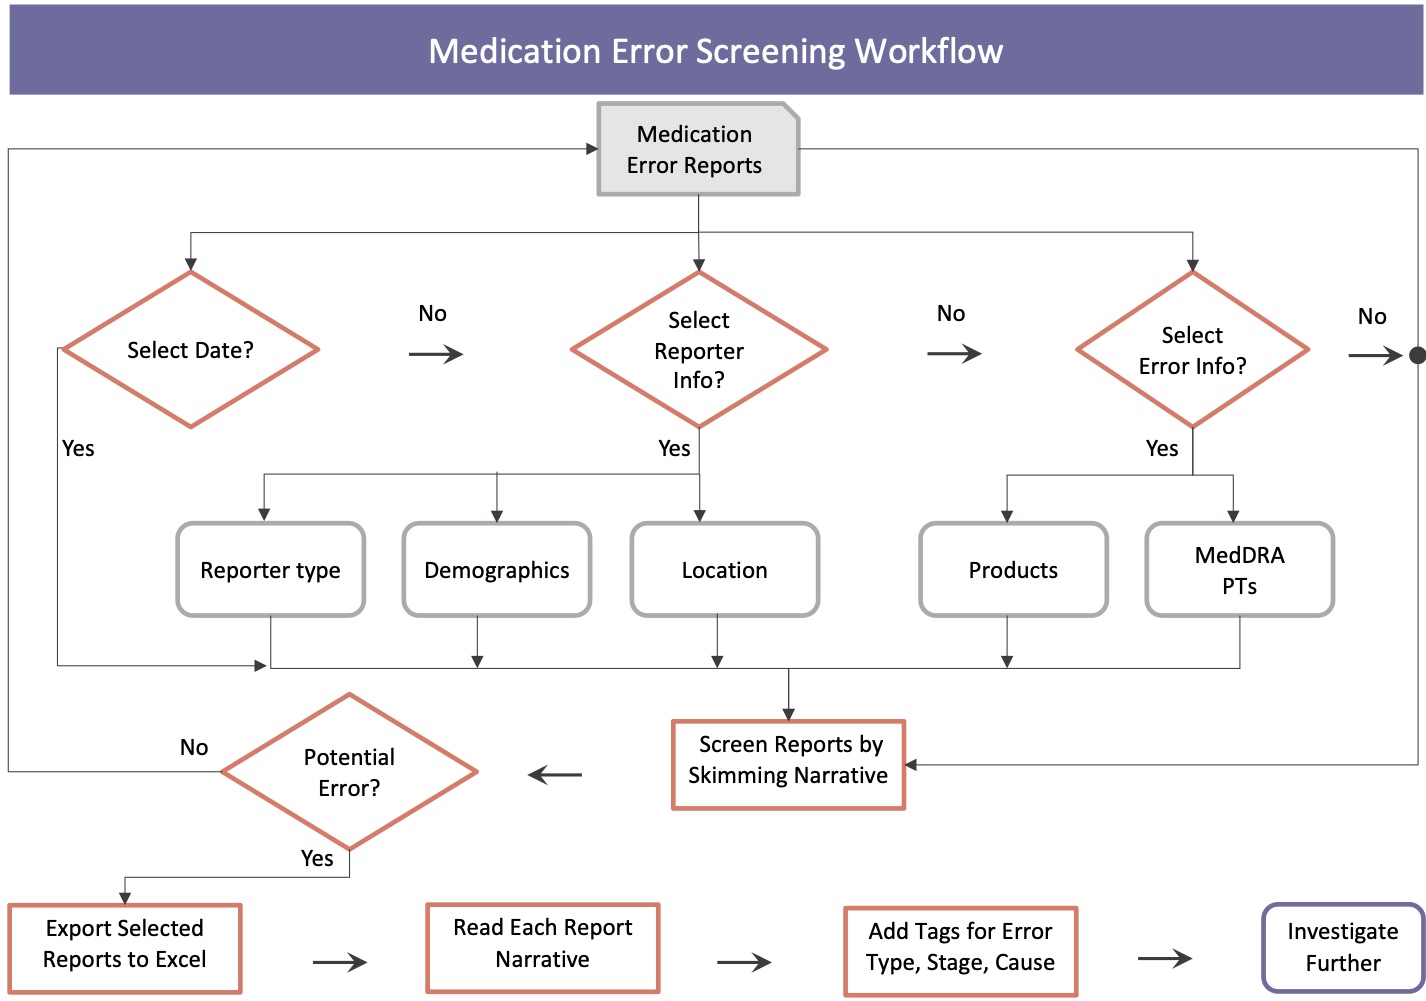 Medication Error Screening Workflow
Medication
Error Reports
Select Date?
No
Select
Reporter
Info?
No
Select
Error Info?
No
Yes
Yes
Yes
Reporter type
Demographics
Location
Products
MedDRA
PTs
No
Potential
Error?
Screen Reports by
Skimming Narrative
Yes
Export Selected
Reports to Excel
Read Each Report
Narrative
Add Tags for Error
Type, Stage, Cause
Investigate
Further